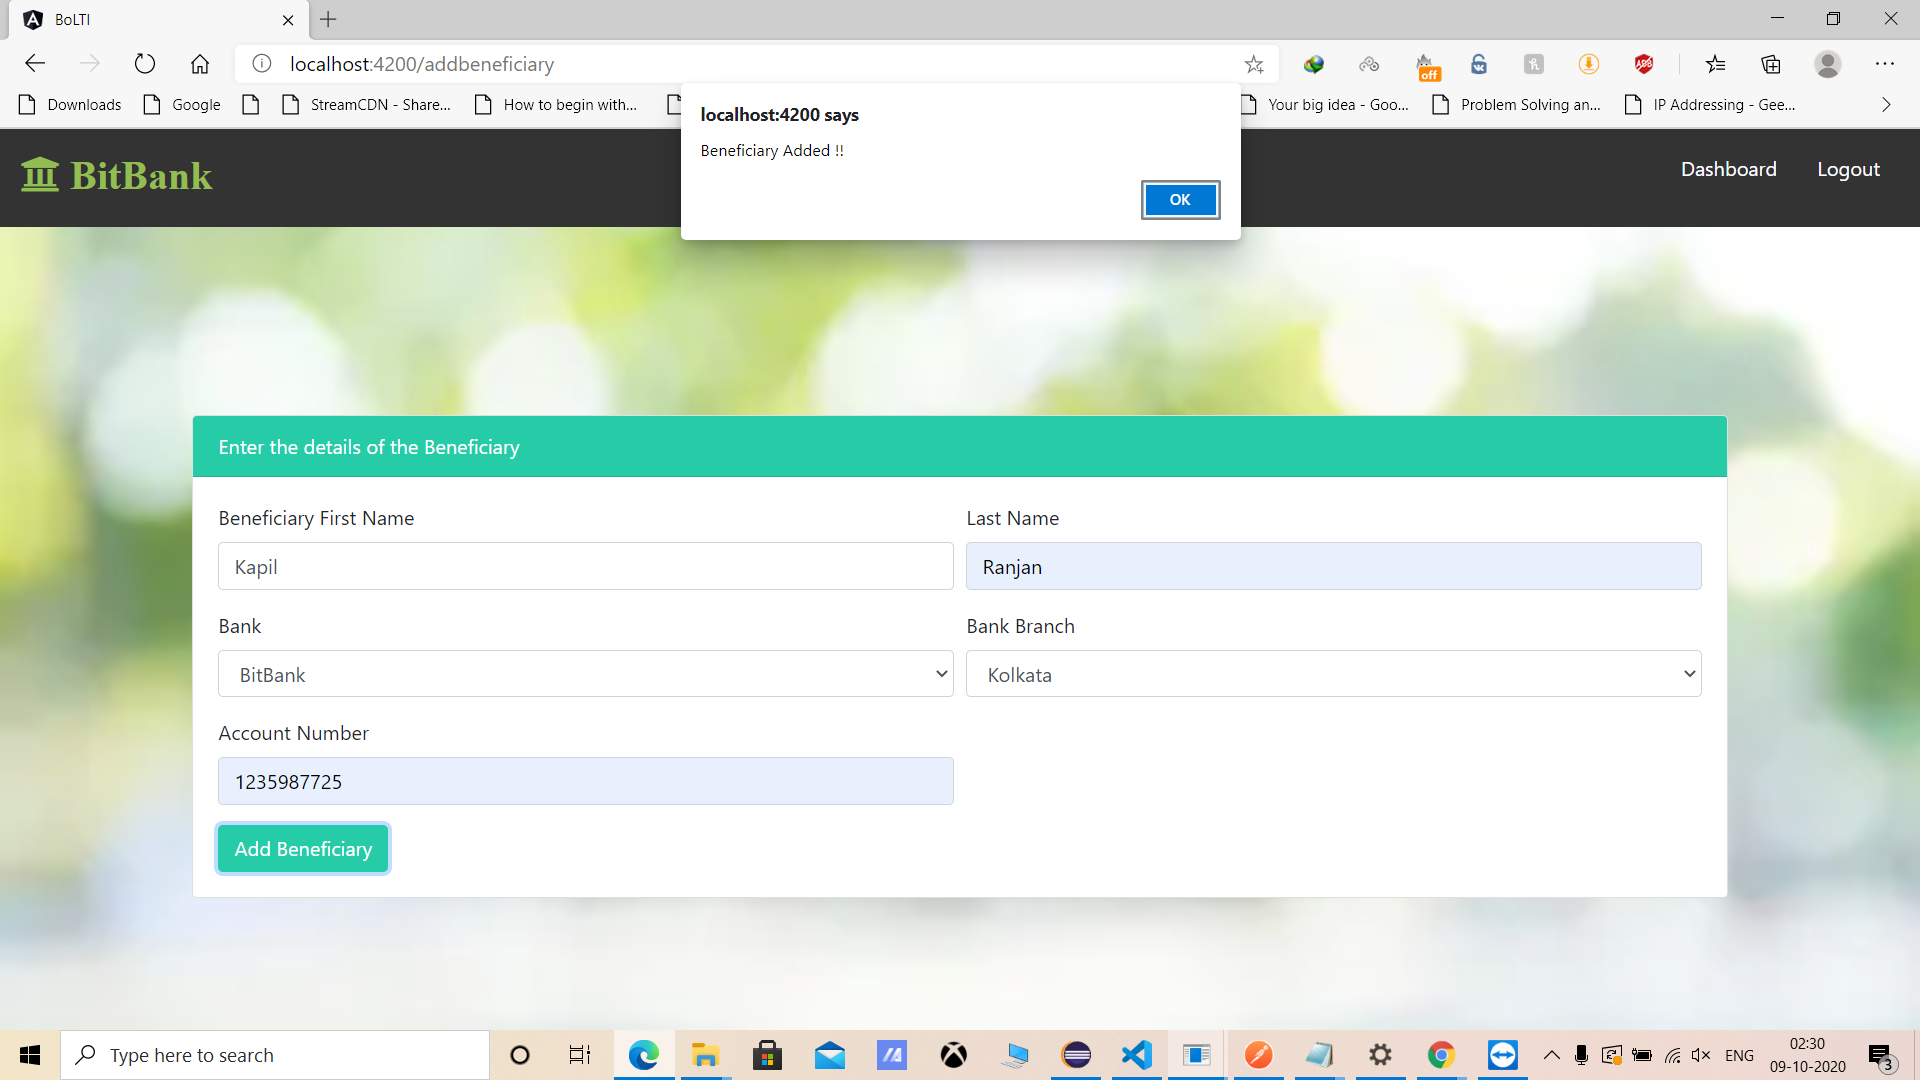 BoLTI
localhost:4200/addbeneficiary
off
ADB
Downloads
Google
StreamCDN - Share...
How to begin with...
Your big idea - Goo...
Problem Solving an...
IP Addressing - Gee...
localhost:4200 says
Beneficiary Added !!
OK
BitBank
Dashboard
Logout
Enter the details of the Beneficiary
Beneficiary First Name
Last Name
Kapil
Ranjan
Bank
Bank Branch
BitBank
Kolkata
Account Number
1235987725
Add Beneficiary
Type here to search
ENG
02:30
09-10-2020
3